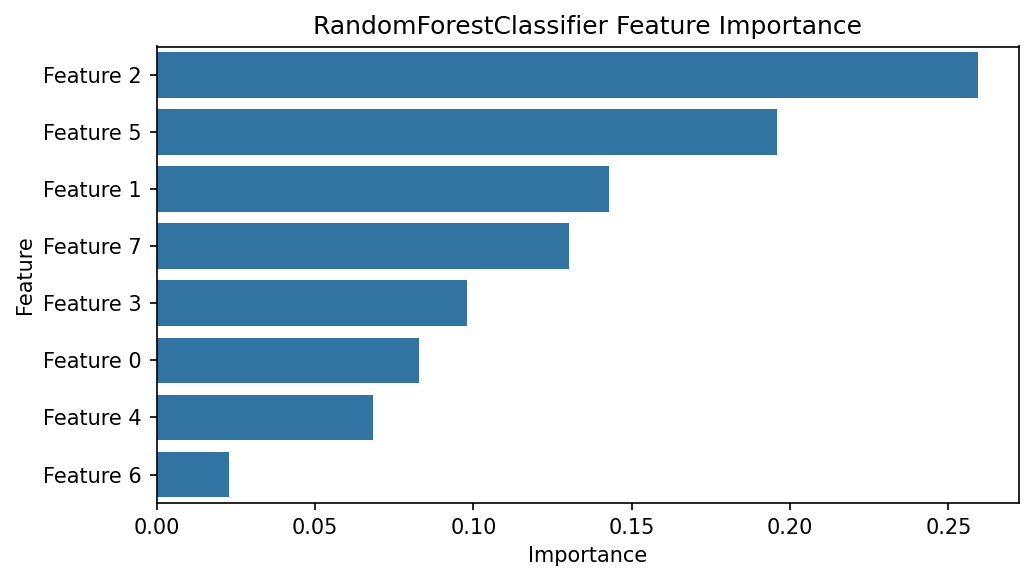 RandomForestClassifier Feature Importance
Feature 2
Feature 5
Feature 1
Feature 7
Feature 3
Feature 0
Feature 4
Feature 6
Feature
0.00 0.05 0.10 0.15 0.20 0.25
Importance